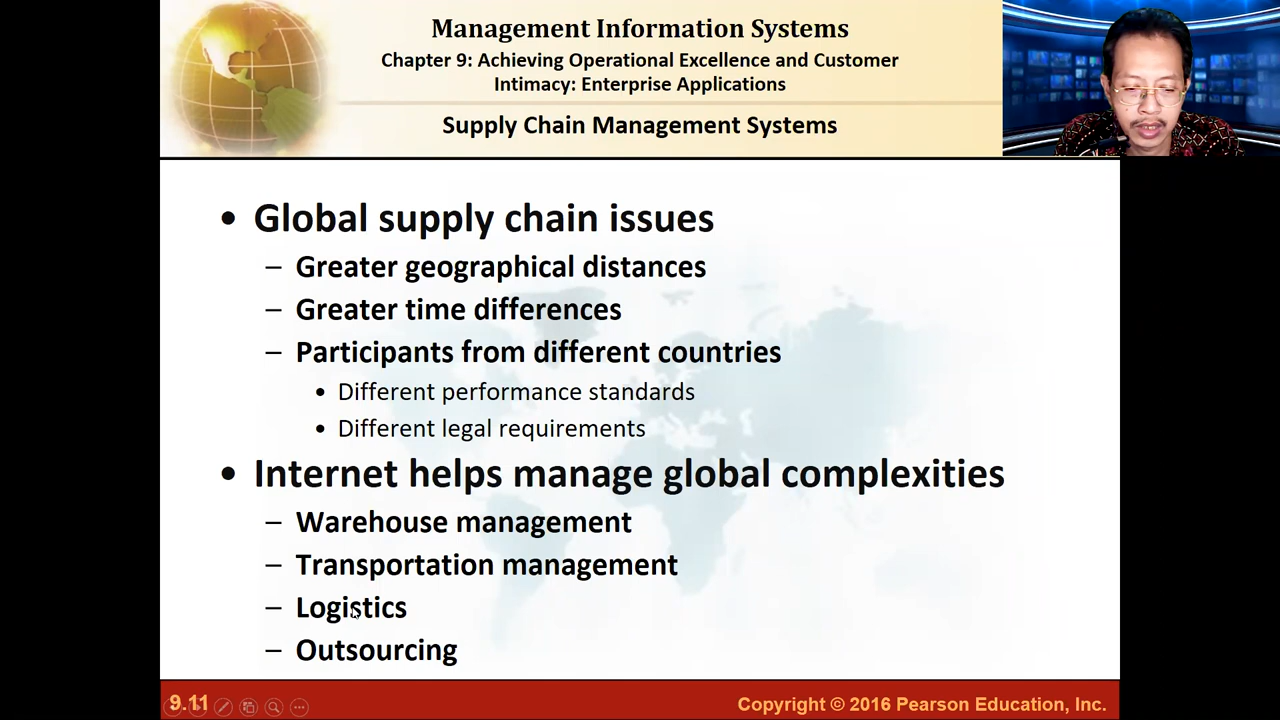 Management Information Systems
Chapter 9: Achieving Operational Excellence and Customer
Intimacy: Enterprise Applications
Supply Chain Management Systems
• Global supply chain issues
– Greater geographical distances
– Greater time differences
– Participants from different countries
• Different performance standards
• Different legal requirements
• Internet helps manage global complexities
– Warehouse management
– Transportation management
– Logistics
– Outsourcing
9.11
Copyright © 2016 Pearson Education, Inc.